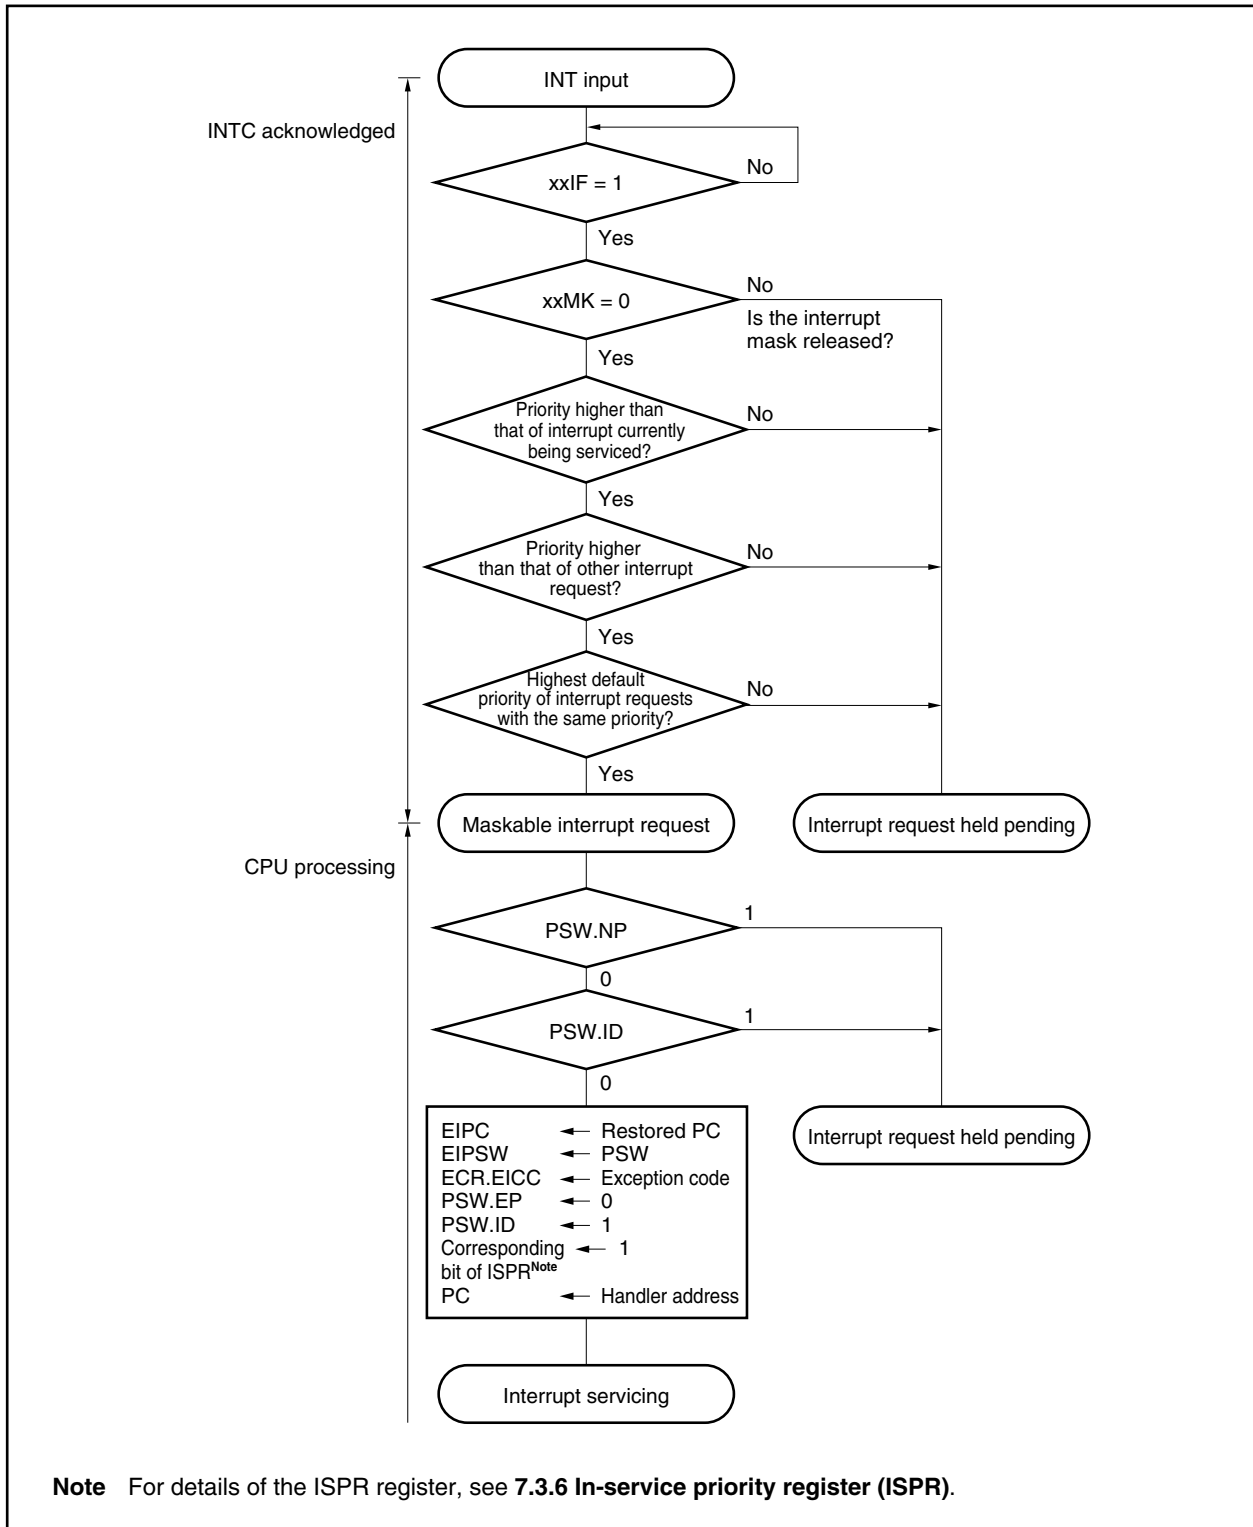 INT input
INTC acknowledged
xxIF = 1
No
Yes
xxMK = 0
No
Is the interrupt
mask released?
Yes
Priority higher than
that of interrupt currently
being serviced?
No
Yes
Priority higher
than that of other interrupt
request?
No
Yes
Highest default
priority of interrupt requests
with the same priority?
No
Yes
Maskable interrupt request
Interrupt request held pending
CPU processing
PSW.NP
1
0
PSW.ID
1
0
EIPC ← Restored PC
EIPSW ← PSW
ECR.EICC ← Exception code
PSW.EP ← 0
PSW.ID ← 1
Corresponding ← 1
bit of ISPRNote
PC ← Handler address
Interrupt request held pending
Interrupt servicing
Note For details of the ISPR register, see 7.3.6 In-service priority register (ISPR).